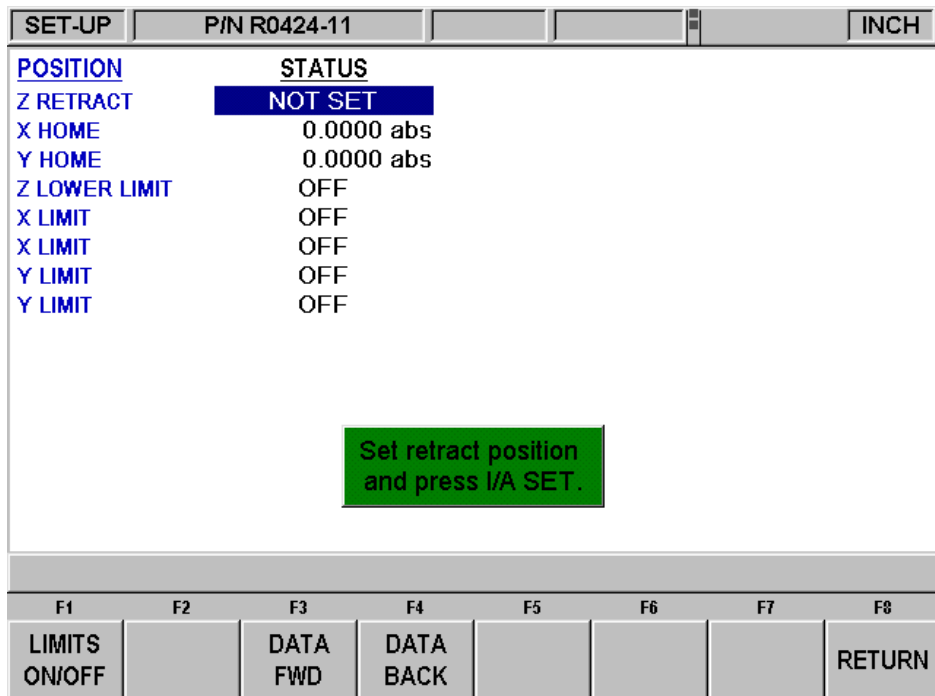 SET-UP P/N R0424-11 INCH
POSITION STATUS
Z RETRACT NOT SET
X HOME 0.0000 abs
Y HOME 0.0000 abs
Z LOWER LIMIT OFF
X LIMIT OFF
X LIMIT OFF
Y LIMIT OFF
Y LIMIT OFF
Set retract position
and press I/A SET.
F1 F2 F3 F4 F5 F6 F7 F8
LIMITS DATA DATA
ON/OFF FWD BACK RETURN